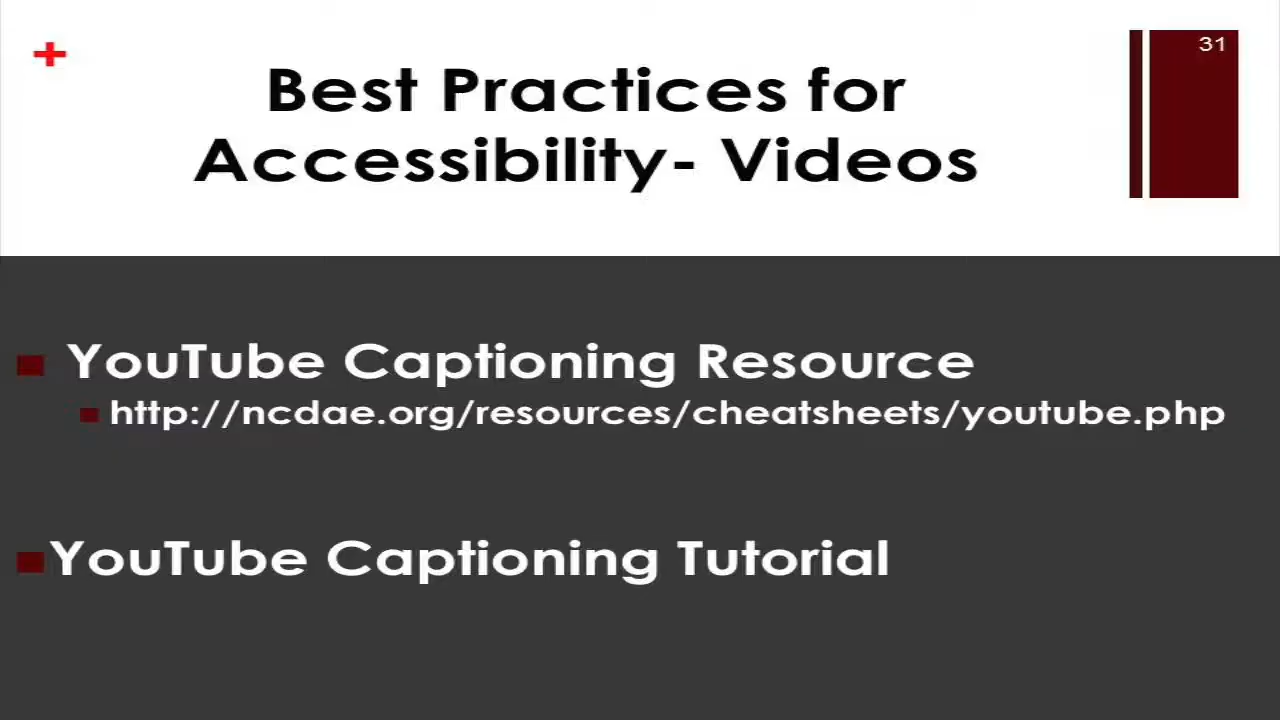 31
Best Practices for
Accessibility- Videos
YouTube Captioning Resource
http://ncdae.org/resources/cheatsheets/youtube.php
YouTube Captioning Tutorial